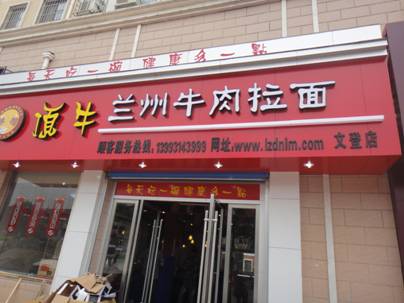 每天吃一碗 健康多一點
顶牛 兰州牛肉拉面
顾客服务热线:13993143999 网址:www.lzdnlm.com 文登店
每天吃一碗健康多一點